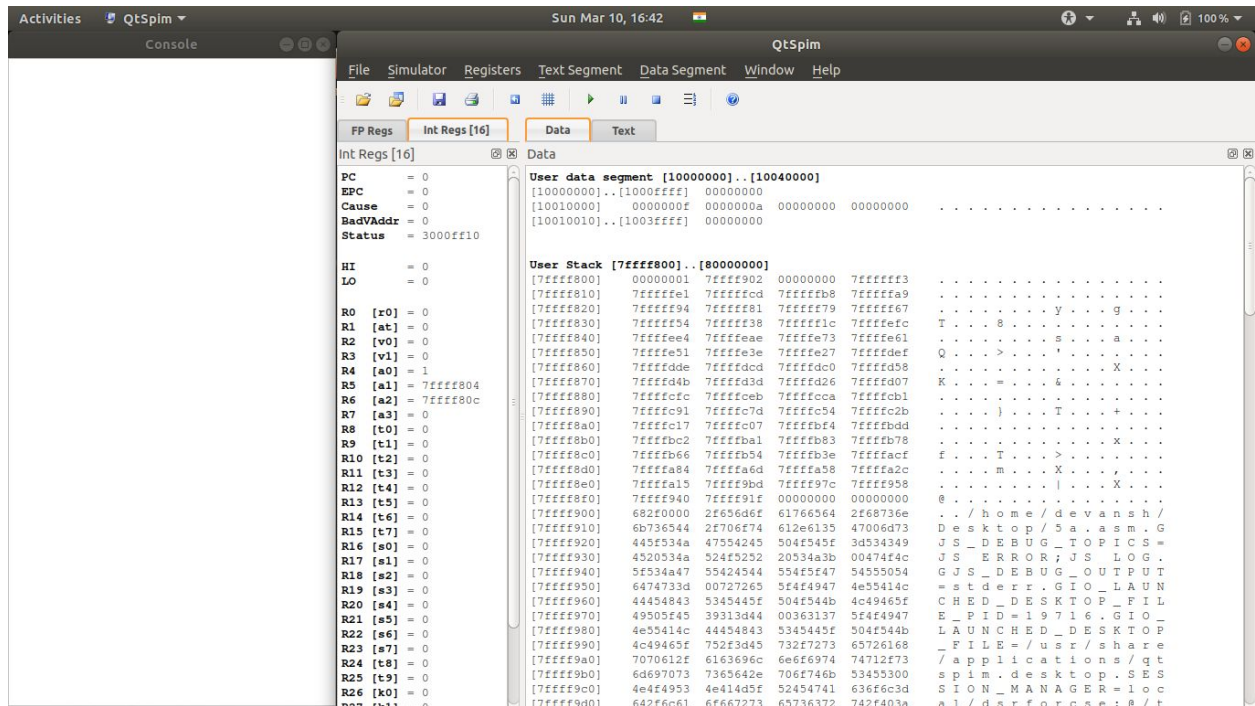 Activities QtSpim Sun Mar 10, 16:42 100 %
Console QtSpim
File Simulator Registers Text Segment Data Segment Window Help
FP Regs Int Regs [16] Data Text
Int Regs [16] Data
PC = 0
EPC = 0
Cause = 0
BadVAddr = 0
Status = 3000ff10
HI = 0
LO = 0
R0 [r0] = 0
R1 [at] = 0
R2 [v0] = 0
R3 [v1] = 0
R4 [a0] = 1
R5 [a1] = 7ffff804
R6 [a2] = 7ffff80c
R7 [a3] = 0
R8 [t0] = 0
R9 [t1] = 0
R10 [t2] = 0
R11 [t3] = 0
R12 [t4] = 0
R13 [t5] = 0
R14 [t6] = 0
R15 [t7] = 0
R16 [s0] = 0
R17 [s1] = 0
R18 [s2] = 0
R19 [s3] = 0
R20 [s4] = 0
R21 [s5] = 0
R22 [s6] = 0
R23 [s7] = 0
R24 [t8] = 0
R25 [t9] = 0
R26 [k0] = 0
User data segment [10000000]..[10040000]
[10000000]..[1000ffff] 00000000
[10010000] 0000000f 0000000a 00000000 00000000 . . . . . . . . . . . . . . . .
[10010010]..[1003ffff] 00000000
User Stack [7ffff800]..[80000000]
[7ffff800] 00000001 7ffff902 00000000 7ffffff3 . . . . . . . . . . . . . . . .
[7ffff810] 7fffffe1 7fffffcd 7fffffb8 7fffffa9 . . . . . . . . . . . . . . . .
[7ffff820] 7fffff94 7fffff81 7fffff79 7fffff67 . . . . . . . . y . . . g . . .
[7ffff830] 7fffff54 7fffff38 7fffff1c 7ffffefc T . . . 8 . . . . . . . . . . .
[7ffff840] 7ffffee4 7ffffeae 7ffffe73 7ffffe61 . . . . . . . . s . . . a . . .
[7ffff850] 7ffffe51 7ffffe3e 7ffffe27 7ffffdef Q . . . > . . . ' . . . . . . .
[7ffff860] 7ffffdde 7ffffdcd 7ffffdc0 7ffffd58 . . . . . . . . . . . . X . . .
[7ffff870] 7ffffd4b 7ffffd3d 7ffffd26 7ffffd07 K . . . = . . . & . . . . . . .
[7ffff880] 7ffffcfc 7ffffceb 7ffffcca 7ffffcb1 . . . . . . . . . . . . . . . .
[7ffff890] 7ffffc91 7ffffc7d 7ffffc54 7ffffc2b . . . . } . . . T . . . + . . .
[7ffff8a0] 7ffffc17 7ffffc07 7ffffbf4 7ffffbdd . . . . . . . . . . . . . . . .
[7ffff8b0] 7ffffbc2 7ffffba1 7ffffb83 7ffffb78 . . . . . . . . . . . . x . . .
[7ffff8c0] 7ffffb66 7ffffb54 7ffffb3e 7ffffacf f . . . T . . . > . . . . . . .
[7ffff8d0] 7ffffa84 7ffffa6d 7ffffa58 7ffffa2c . . . . m . . . X . . . , . . .
[7ffff8e0] 7ffffa15 7ffff9bd 7ffff97c 7ffff958 . . . . . . . . | . . . X . . .
[7ffff8f0] 7ffff940 7ffff91f 00000000 00000000 @ . . . . . . . . . . . . . . .
[7ffff900] 682f0000 2f656d6f 61766564 2f68736e . . / h o m e / d e v a n s h /
[7ffff910] 6b736544 2f706f74 612e6135 47006d73 D e s k t o p / 5 a . a s m . G
[7ffff920] 445f534a 47554245 504f545f 3d534349 J S _ D E B U G _ T O P I C S =
[7ffff930] 4520534a 524f5252 20534a3b 00474f4c J S   E R R O R ; J S   L O G .
[7ffff940] 5f534a47 55424544 554f5f47 54555054 G J S _ D E B U G _ O U T P U T
[7ffff950] 6474733d 00727265 5f4f4947 4e55414c = s t d e r r . G I O _ L A U N
[7ffff960] 44454843 5345445f 504f544b 4c49465f C H E D _ D E S K T O P _ F I L
[7ffff970] 49505f45 39313d44 00363137 5f4f4947 E _ P I D = 1 9 7 1 6 . G I O _
[7ffff980] 4e55414c 44454843 5345445f 504f544b L A U N C H E D _ D E S K T O P
[7ffff990] 4c49465f 752f3d45 732f7273 65726168 _ F I L E = / u s r / s h a r e
[7ffff9a0] 7070612f 6163696c 6e6f6974 74712f73 / a p p l i c a t i o n s / q t
[7ffff9b0] 6d697073 7365642e 706f746b 53455300 s p i m . d e s k t o p . S E S
[7ffff9c0] 4e4f4953 4e414d5f 52454741 636f6c3d S I O N _ M A N A G E R = l o c
[7ffff9d0] 642f6c61 6f667273 65736372 742f403a a l / d s r f o r c s e : @ / t